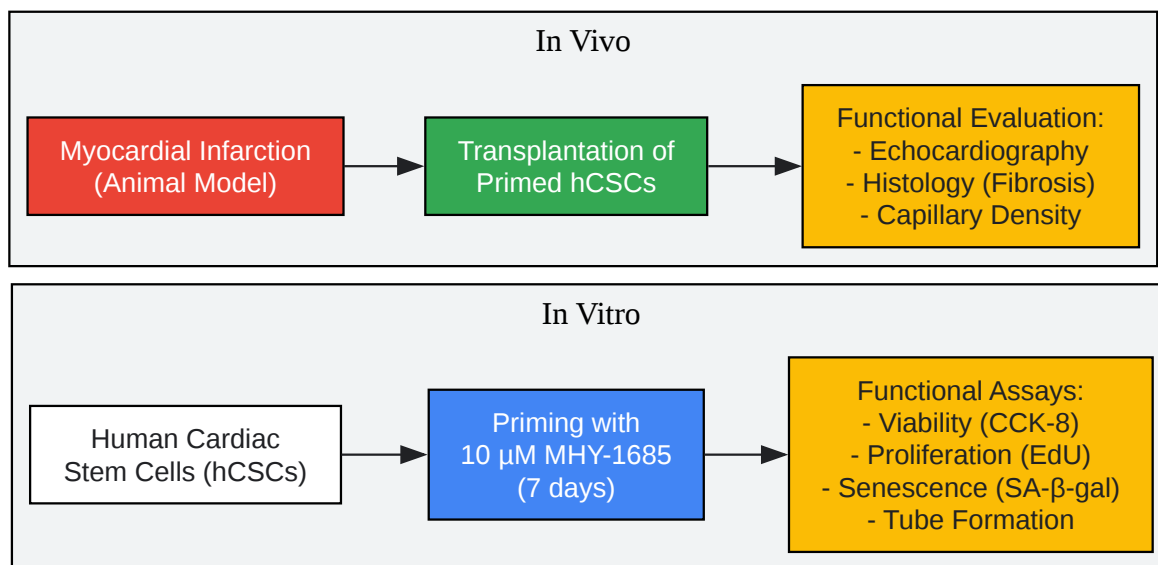 In Vivo
Myocardial Infarction
(Animal Model)
Transplantation of
Primed hCSCs
Functional Evaluation:
- Echocardiography
- Histology (Fibrosis)
- Capillary Density
In Vitro
Human Cardiac
Stem Cells (hCSCs)
Priming with
10 µM MHY-1685
(7 days)
Functional Assays:
- Viability (CCK-8)
- Proliferation (EdU)
- Senescence (SA-β-gal)
- Tube Formation